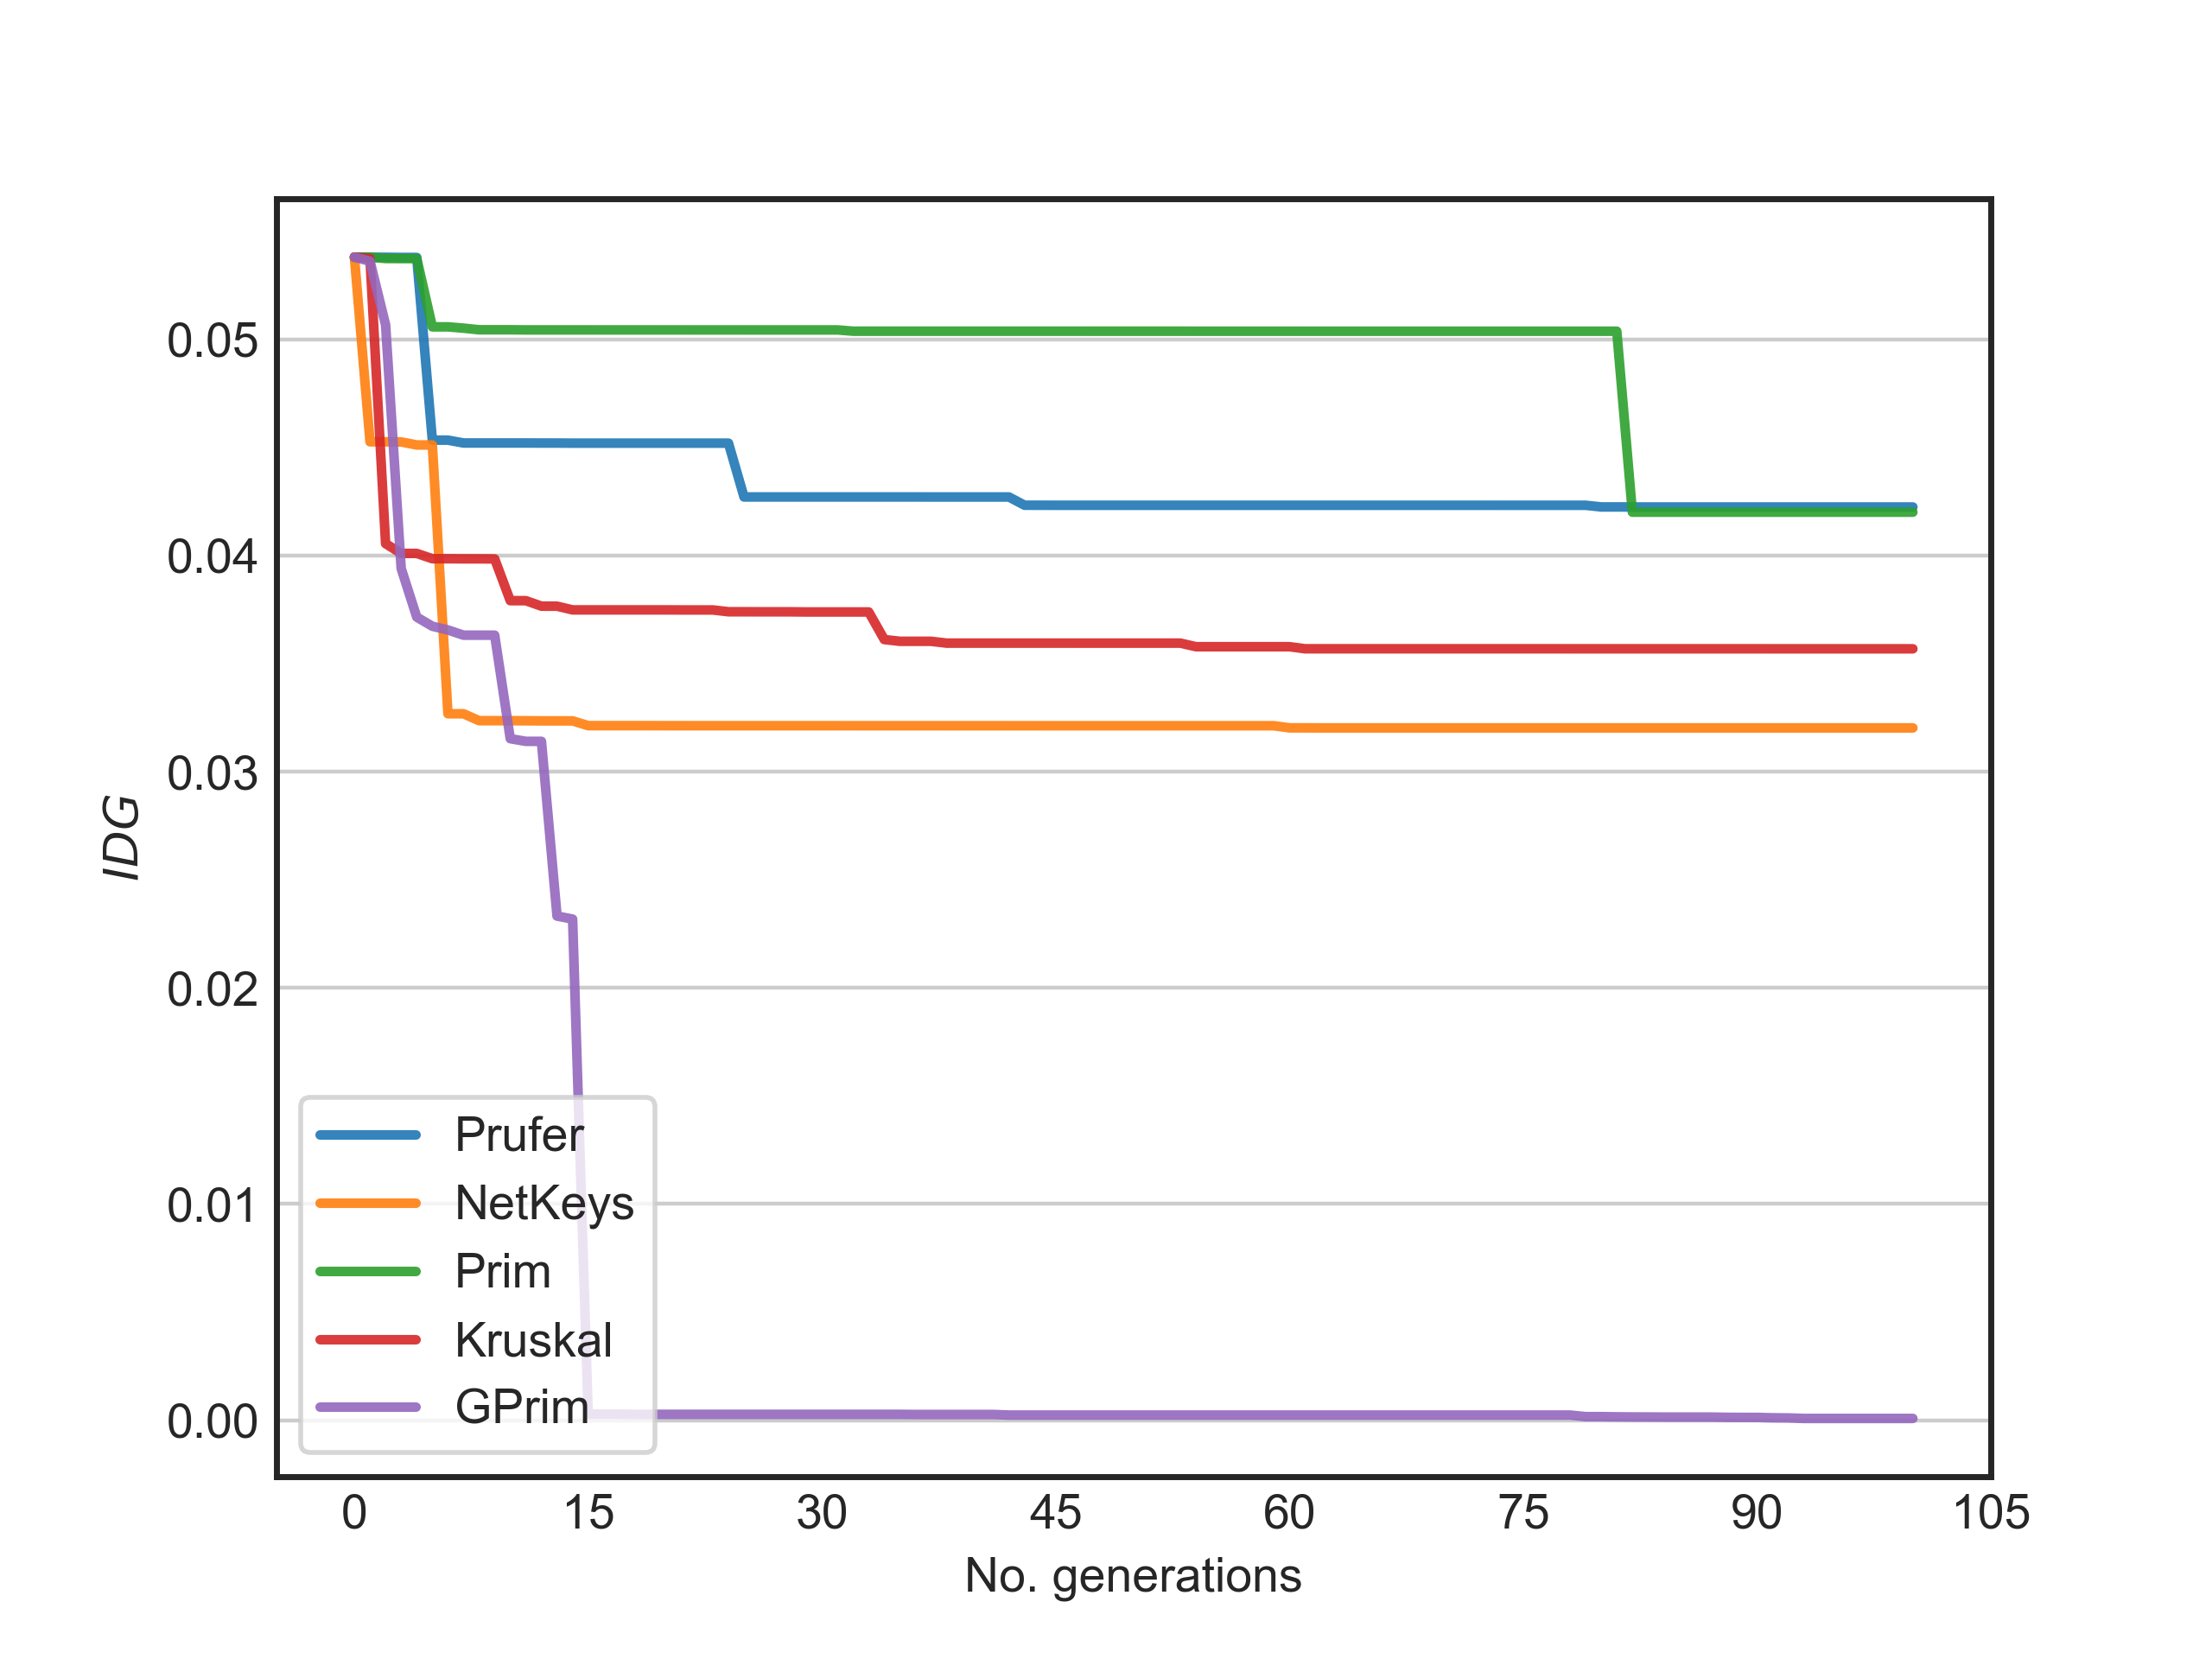 0.05
0.04
0.03
0.02
0.01
0.00
IDG
Prufer
NetKeys
Prim
Kruskal
GPrim
0 15 30 45 60 75 90 105
No. generations